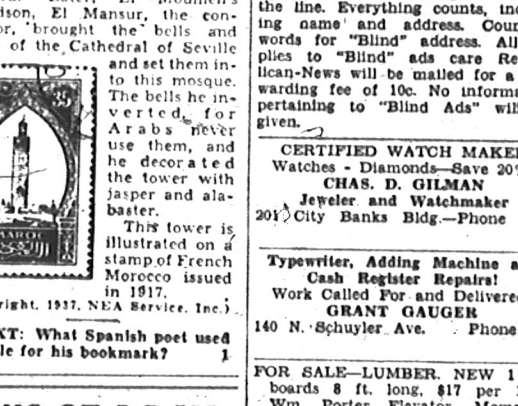 ison, El Mansur, the con-
or, brought the bells and
of the Cathedral of Seville
and set them in-
to this mosque.
The bells he in-
verted, for
Arabs never
use them, and
he decorated
the tower with
jasper and ala-
baster.
This tower is
illustrated on a
stamp of French
Morocco issued
in 1917.
right, 1937, NEA Service, Inc.)
XT: What Spanish poet used
le for his bookmark? 1
the line. Everything counts, inc
ing name and address. Coun
words for "Blind" address. All
plies to "Blind" ads care Re
lican-News will be mailed for a
warding fee of 10c. No informa
pertaining to "Blind Ads" will
given.
CERTIFIED WATCH MAKE
Watches - Diamonds—Save 20%
CHAS. D. GILMAN
Jeweler and Watchmaker
201 City Banks Bldg.—Phone
Typewriter, Adding Machine a
Cash Register Repairs!
Work Called For and Delivere
GRANT GAUGER
140 N. Schuyler Ave. Phone
FOR SALE—LUMBER. NEW 1
boards 8 ft. long, $17 per
Wm. Porter Elevator